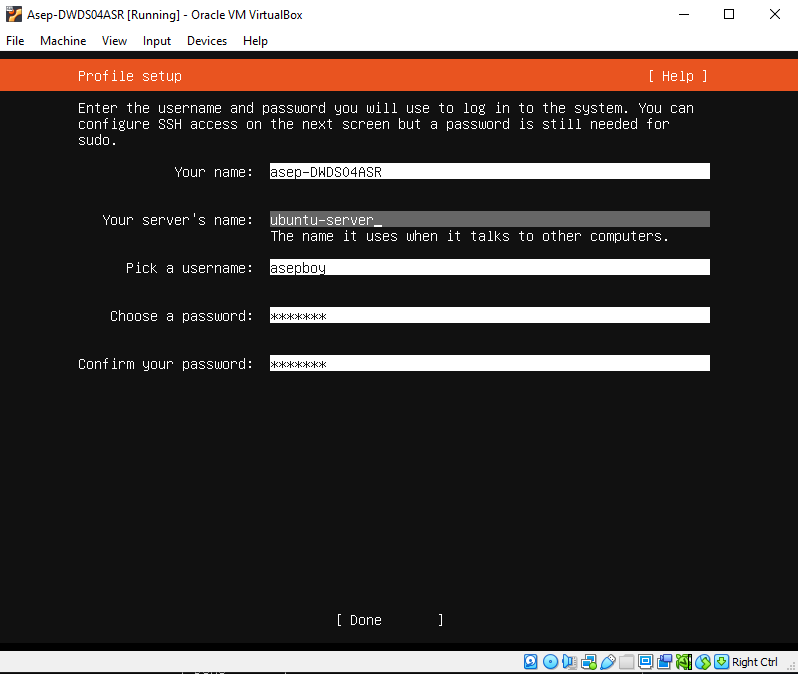 Asep-DWDS04ASR [Running] - Oracle VM VirtualBox
File Machine View Input Devices Help
Profile setup [ Help ]
Enter the username and password you will use to log in to the system. You can
configure SSH access on the next screen but a password is still needed for
sudo.
Your name: asep-DWDS04ASR
Your server's name: ubuntu-server_
The name it uses when it talks to other computers.
Pick a username: asepboy
Choose a password: *******
Confirm your password: *******
[ Done ]
Right Ctrl